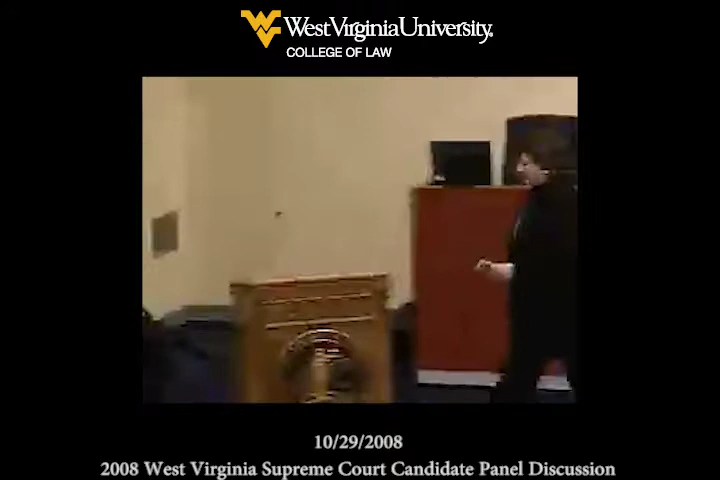 WestVirginiaUniversity.
COLLEGE OF LAW
10/29/2008
2008 West Virginia Supreme Court Candidate Panel Discussion